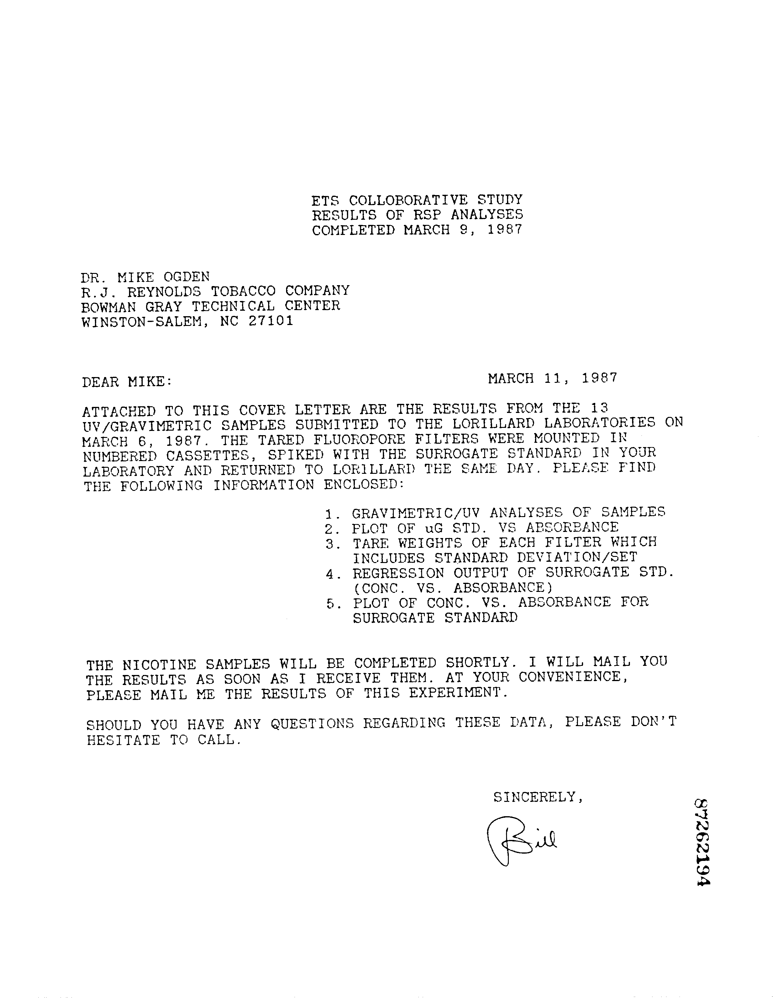 ETS COLLOBORATIVE STUDY
RESULTS OF RSP ANALYSES
COMPLETED MARCH 9, 1987
DR. MIKE OGDEN
R.J. REYNOLDS TOBACCO COMPANY
BOWMAN GRAY TECHNICAL CENTER
WINSTON-SALEM, NC 27101
DEAR MIKE: MARCH 11, 1987
ATTACHED TO THIS COVER LETTER ARE THE RESULTS FROM THE 13
UV/GRAVIMETRIC SAMPLES SUBMITTED TO THE LORILLARD LABORATORIES ON
MARCH 6, 1987. THE TARED FLUOROPORE FILTERS WERE MOUNTED IN
NUMBERED CASSETTES, SPIKED WITH THE SURROGATE STANDARD IN YOUR
LABORATORY AND RETURNED TO LORILLARD THE SAME DAY. PLEASE FIND
THE FOLLOWING INFORMATION ENCLOSED:
1. GRAVIMETRIC/UV ANALYSES OF SAMPLES
2. PLOT OF uG STD. VS ABSORBANCE
3. TARE WEIGHTS OF EACH FILTER WHICH
INCLUDES STANDARD DEVIATION/SET
4. REGRESSION OUTPUT OF SURROGATE STD.
(CONC. VS. ABSORBANCE)
5. PLOT OF CONC. VS. ABSORBANCE FOR
SURROGATE STANDARD
THE NICOTINE SAMPLES WILL BE COMPLETED SHORTLY. I WILL MAIL YOU
THE RESULTS AS SOON AS I RECEIVE THEM. AT YOUR CONVENIENCE,
PLEASE MAIL ME THE RESULTS OF THIS EXPERIMENT.
SHOULD YOU HAVE ANY QUESTIONS REGARDING THESE DATA, PLEASE DON'T
HESITATE TO CALL.
SINCERELY,
Bill
87262194